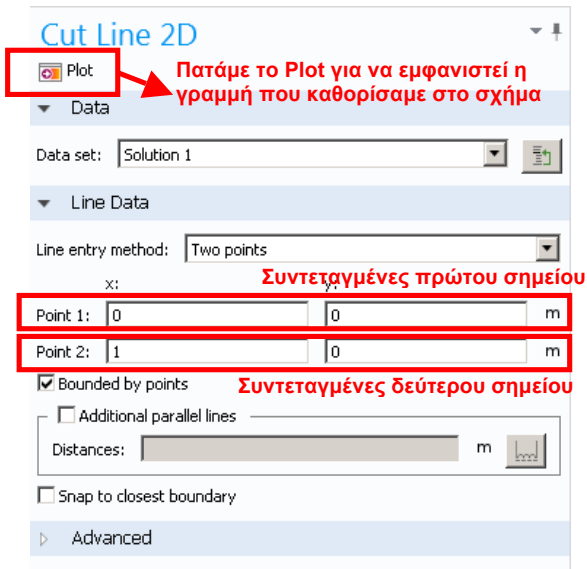 Cut Line 2D
Plot
Πατάμε το Plot για να εμφανιστεί η
γραμμή που καθορίσαμε στο σχήμα
Data
Data set: Solution 1
Line Data
Line entry method: Two points
x: y:
Συντεταγμένες πρώτου σημείου
Point 1: 0 0 m
Point 2: 1 0 m
Bounded by points
Συντεταγμένες δεύτερου σημείου
Additional parallel lines
Distances: m
Snap to closest boundary
Advanced